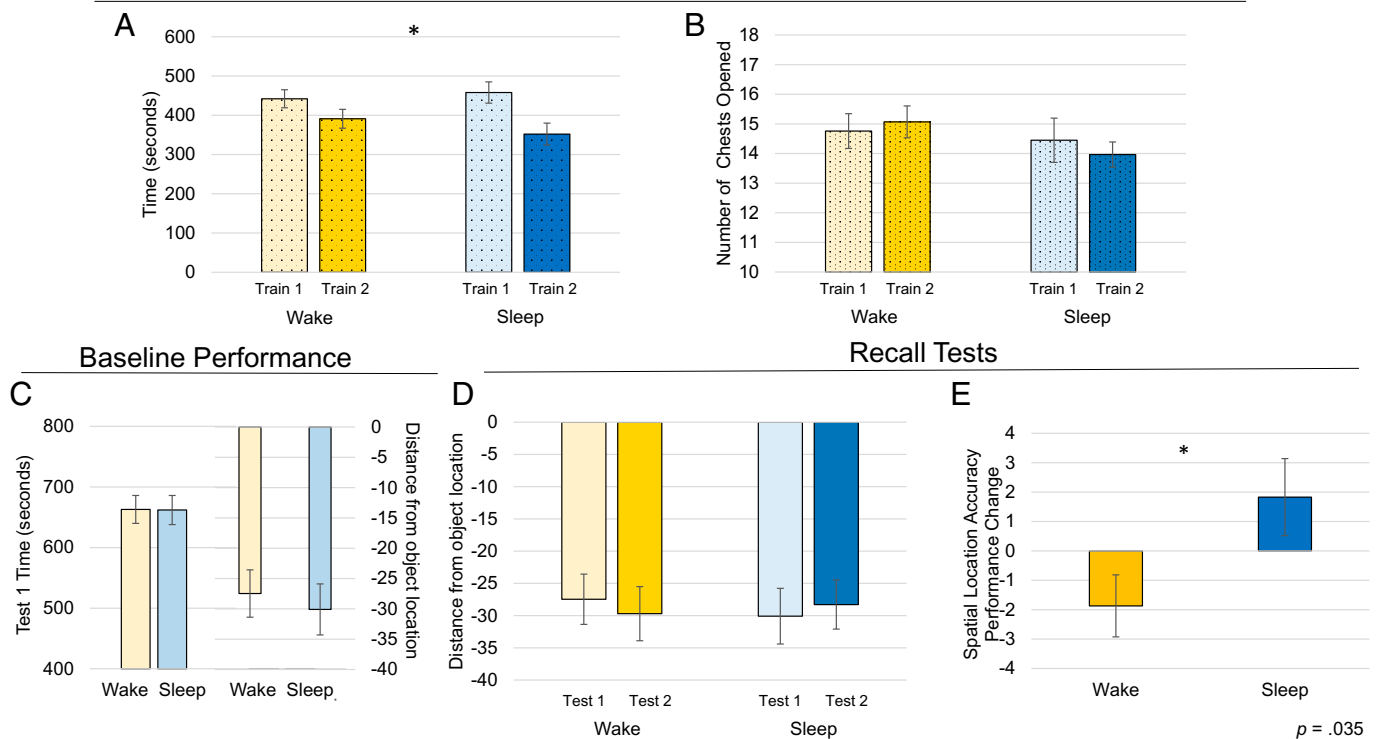 A
*
Time (seconds)
600
500
400
300
200
100
0
Train 1 Train 2 Train 1 Train 2
Wake Sleep
B
Number of Chests Opened
18
17
16
15
14
13
12
11
10
Train 1 Train 2 Train 1 Train 2
Wake Sleep
Baseline Performance
Recall Tests
C
Test 1 Time (seconds)
800
700
600
500
400
0
-5
-10
-15
-20
-25
-30
-35
-40
Distance from object location
Wake Sleep Wake Sleep
D
Distance from object location
0
-5
-10
-15
-20
-25
-30
-35
-40
Test 1 Test 2 Test 1 Test 2
Wake Sleep
E
*
Spatial Location Accuracy
Performance Change
4
3
2
1
0
-1
-2
-3
-4
Wake Sleep
p = .035